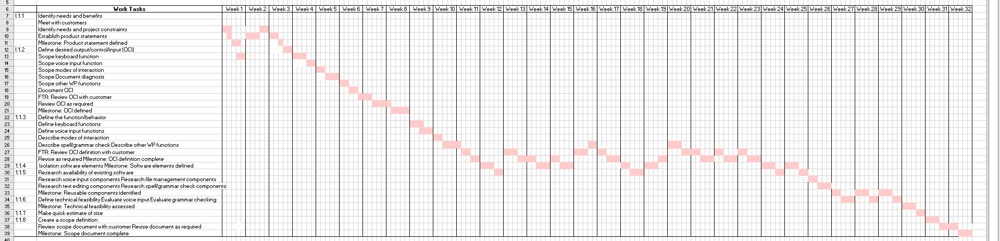 5
6 Work Tasks Week 1 Week 2 Week 3 Week 4 Week 5 Week 6 Week 7 Week 8 Week 9 Week 10 Week 11 Week 12 Week 13 Week 14 Week 15 Week 16 Week 17 Week 18 Week 19 Week 20 Week 21 Week 22 Week 23 Week 24 Week 25 Week 26 Week 27 Week 28 Week 29 Week 30 Week 31 Week 32
7 I.1.1 Identify needs and benefits
8 Meet with customers
9 Identify needs and project constraints
10 Establish product statements
11 Milestone: Product statement defined
12 I.1.2 Define desired output/control/input (OCI)
13 Scope keyboard function
14 Scope voice input function
15 Scope modes of interaction
16 Scope Document diagnosis
17 Scope other WP functions
18 Document OCI
19 FTR: Review OCI with customer
20 Review OCI as required
21 Milestone: OCI defined
22 1.1.3 Define the function/behavior
23 Define keyboard functions
24 Define voice input functions
25 Describe modes of interaction
26 Describe spell/grammar check Describe other WP functions
27 FTR: Review OCI definition with customer
28 Revise as required Milestone: OCI definition complete
29 1.1.4 Isolation software elements Milestone: Software elements defined
30 1.1.5 Research availability of existing software
31 Research voice input components Research file management components
32 Research text editing components Research spell/grammar check components
33 Milestone: Reusable components identified
34 1.1.6 Define technical feasibility Evaluate voice input Evaluate grammar checking
35 Milestone: Technical feasibility assessed
36 1.1.7 Make quick estimate of size
37 1.1.8 Create a scope definition
38 Review scope document with customer Revise document as required
39 Milestone: Scope document complete
40